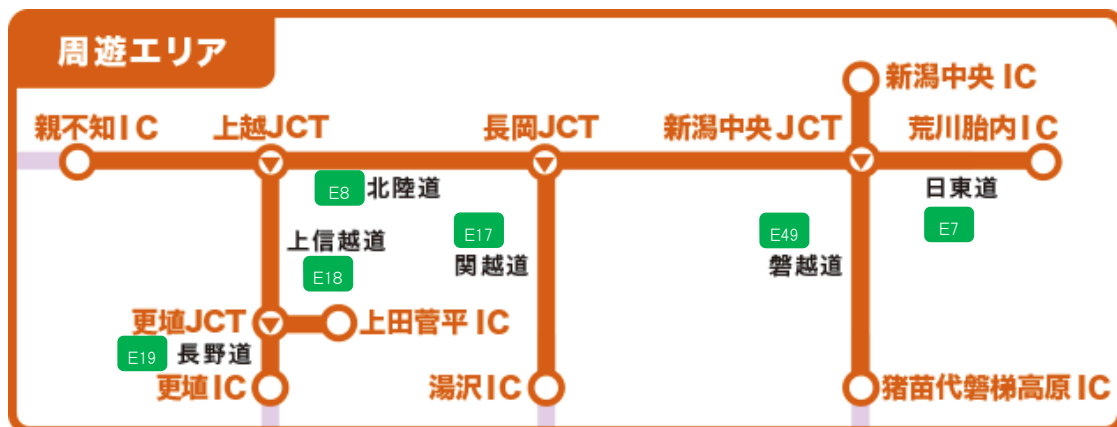 周遊エリア
新潟中央 IC
親不知IC
上越JCT
長岡JCT
新潟中央JCT
荒川胎内IC
E8 北陸道
日東道
E7
上信越道
E18
E17
関越道
E49
磐越道
更埴JCT
上田菅平 IC
E19 長野道
更埴IC
湯沢IC
猪苗代磐梯高原 IC